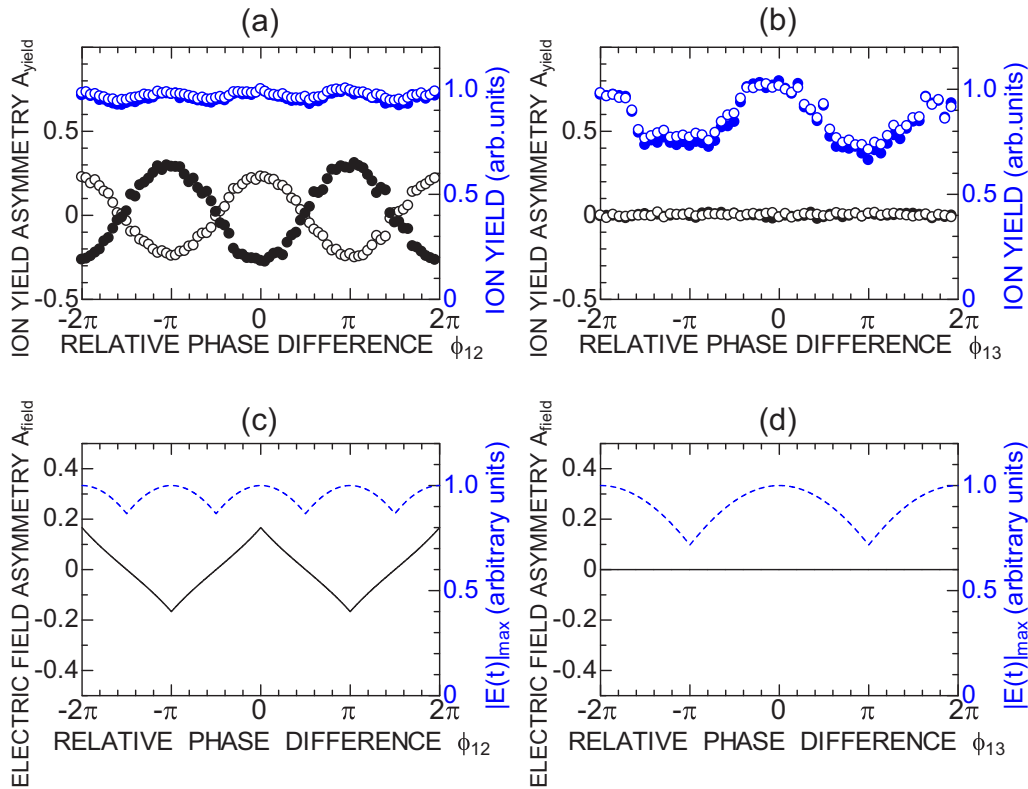 (a)
ION YIELD ASYMMETRY A_yield
0.5
0
-0.5
1.0
0.5
0
ION YIELD (arb.units)
-2π -π 0 π 2π
RELATIVE PHASE DIFFERENCE ϕ12
(b)
ION YIELD ASYMMETRY A_yield
0.5
0
-0.5
1.0
0.5
0
ION YIELD (arb.units)
-2π -π 0 π 2π
RELATIVE PHASE DIFFERENCE ϕ13
(c)
ELECTRIC FIELD ASYMMETRY A_field
0.4
0.2
0
-0.2
-0.4
1.0
0.5
0
|E(t)|max (arbitrary units)
-2π -π 0 π 2π
RELATIVE PHASE DIFFERENCE ϕ12
(d)
ELECTRIC FIELD ASYMMETRY A_field
0.4
0.2
0
-0.2
-0.4
1.0
0.5
0
|E(t)|max (arbitrary units)
-2π -π 0 π 2π
RELATIVE PHASE DIFFERENCE ϕ13